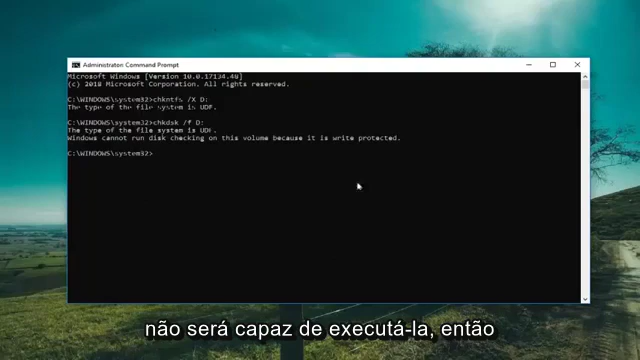 Administrator: Command Prompt
Microsoft Windows [Version 10.0.17134.48]
(c) 2018 Microsoft Corporation. All rights reserved.
C:\WINDOWS\system32>chkntfs /X D:
The type of the file system is UDF.
C:\WINDOWS\system32>chkdsk /f D:
The type of the file system is UDF.
Windows cannot run disk checking on this volume because it is write protected.
C:\WINDOWS\system32>
não será capaz de executá-la, então